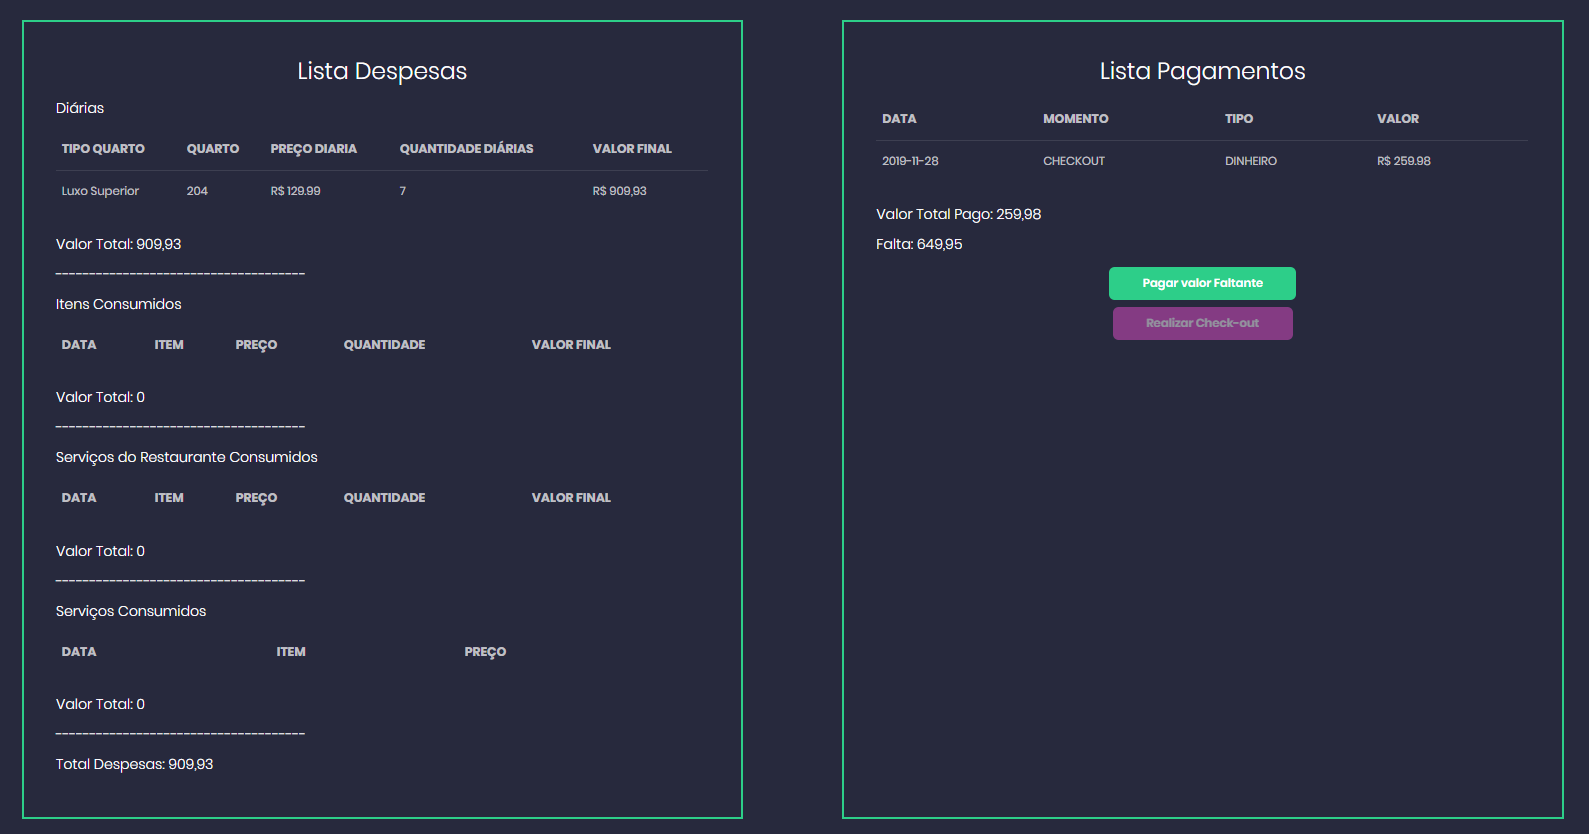 Lista Despesas
Diárias
TIPO QUARTO QUARTO PREÇO DIARIA QUANTIDADE DIÁRIAS VALOR FINAL
Luxo Superior 204 R$ 129.99 7 R$ 909,93
Valor Total: 909,93
-------------------------------------
Itens Consumidos
DATA ITEM PREÇO QUANTIDADE VALOR FINAL
Valor Total: 0
-------------------------------------
Serviços do Restaurante Consumidos
DATA ITEM PREÇO QUANTIDADE VALOR FINAL
Valor Total: 0
-------------------------------------
Serviços Consumidos
DATA ITEM PREÇO
Valor Total: 0
-------------------------------------
Total Despesas: 909,93
Lista Pagamentos
DATA MOMENTO TIPO VALOR
2019-11-28 CHECKOUT DINHEIRO R$ 259.98
Valor Total Pago: 259,98
Falta: 649,95
Pagar valor Faltante
Realizar Check-out